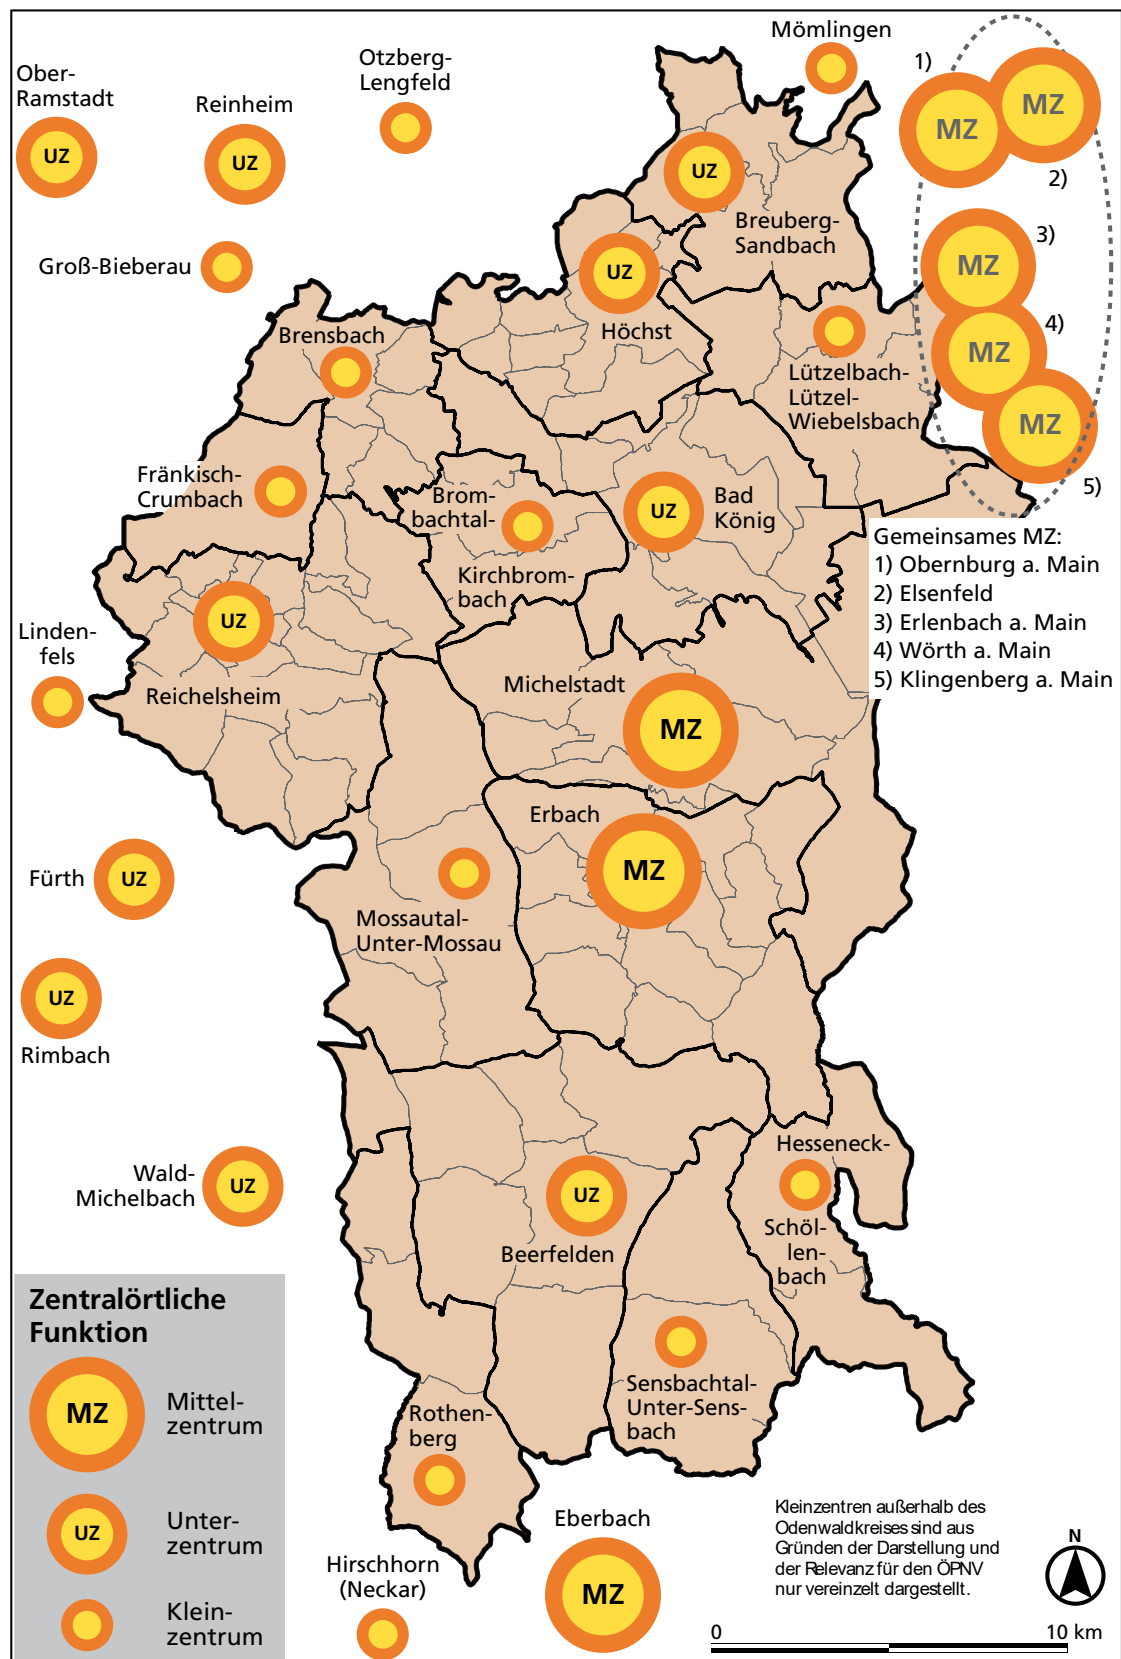 Mömlingen
Ober-
Ramstadt
UZ
Reinheim
UZ
Otzberg-
Lengfeld
1)
MZ
MZ
2)
UZ
Breuberg-
Sandbach
Groß-Bieberau
UZ
Höchst
3)
MZ
4)
MZ
MZ
5)
Brensbach
Lützelbach-
Lützel-
Wiebelsbach
Fränkisch-
Crumbach
Brom-
bachtal-
Kirchbrom-
bach
UZ
Bad
König
Gemeinsames MZ:
1) Obernburg a. Main
2) Elsenfeld
3) Erlenbach a. Main
4) Wörth a. Main
5) Klingenberg a. Main
UZ
Reichelsheim
Linden-
fels
Michelstadt
MZ
Erbach
MZ
Fürth
UZ
Mossautal-
Unter-Mossau
UZ
Rimbach
Wald-
Michelbach
UZ
UZ
Beerfelden
Hesseneck-
Schöl-
len-
bach
Sensbachtal-
Unter-Sens-
bach
Rothen-
berg
Zentralörtliche
Funktion
MZ
Mittel-
zentrum
UZ
Unter-
zentrum
Klein-
zentrum
Hirschhorn
(Neckar)
Eberbach
MZ
Kleinzentren außerhalb des
Odenwaldkreises sind aus
Gründen der Darstellung und
der Relevanz für den ÖPNV
nur vereinzelt dargestellt.
N
0 10 km